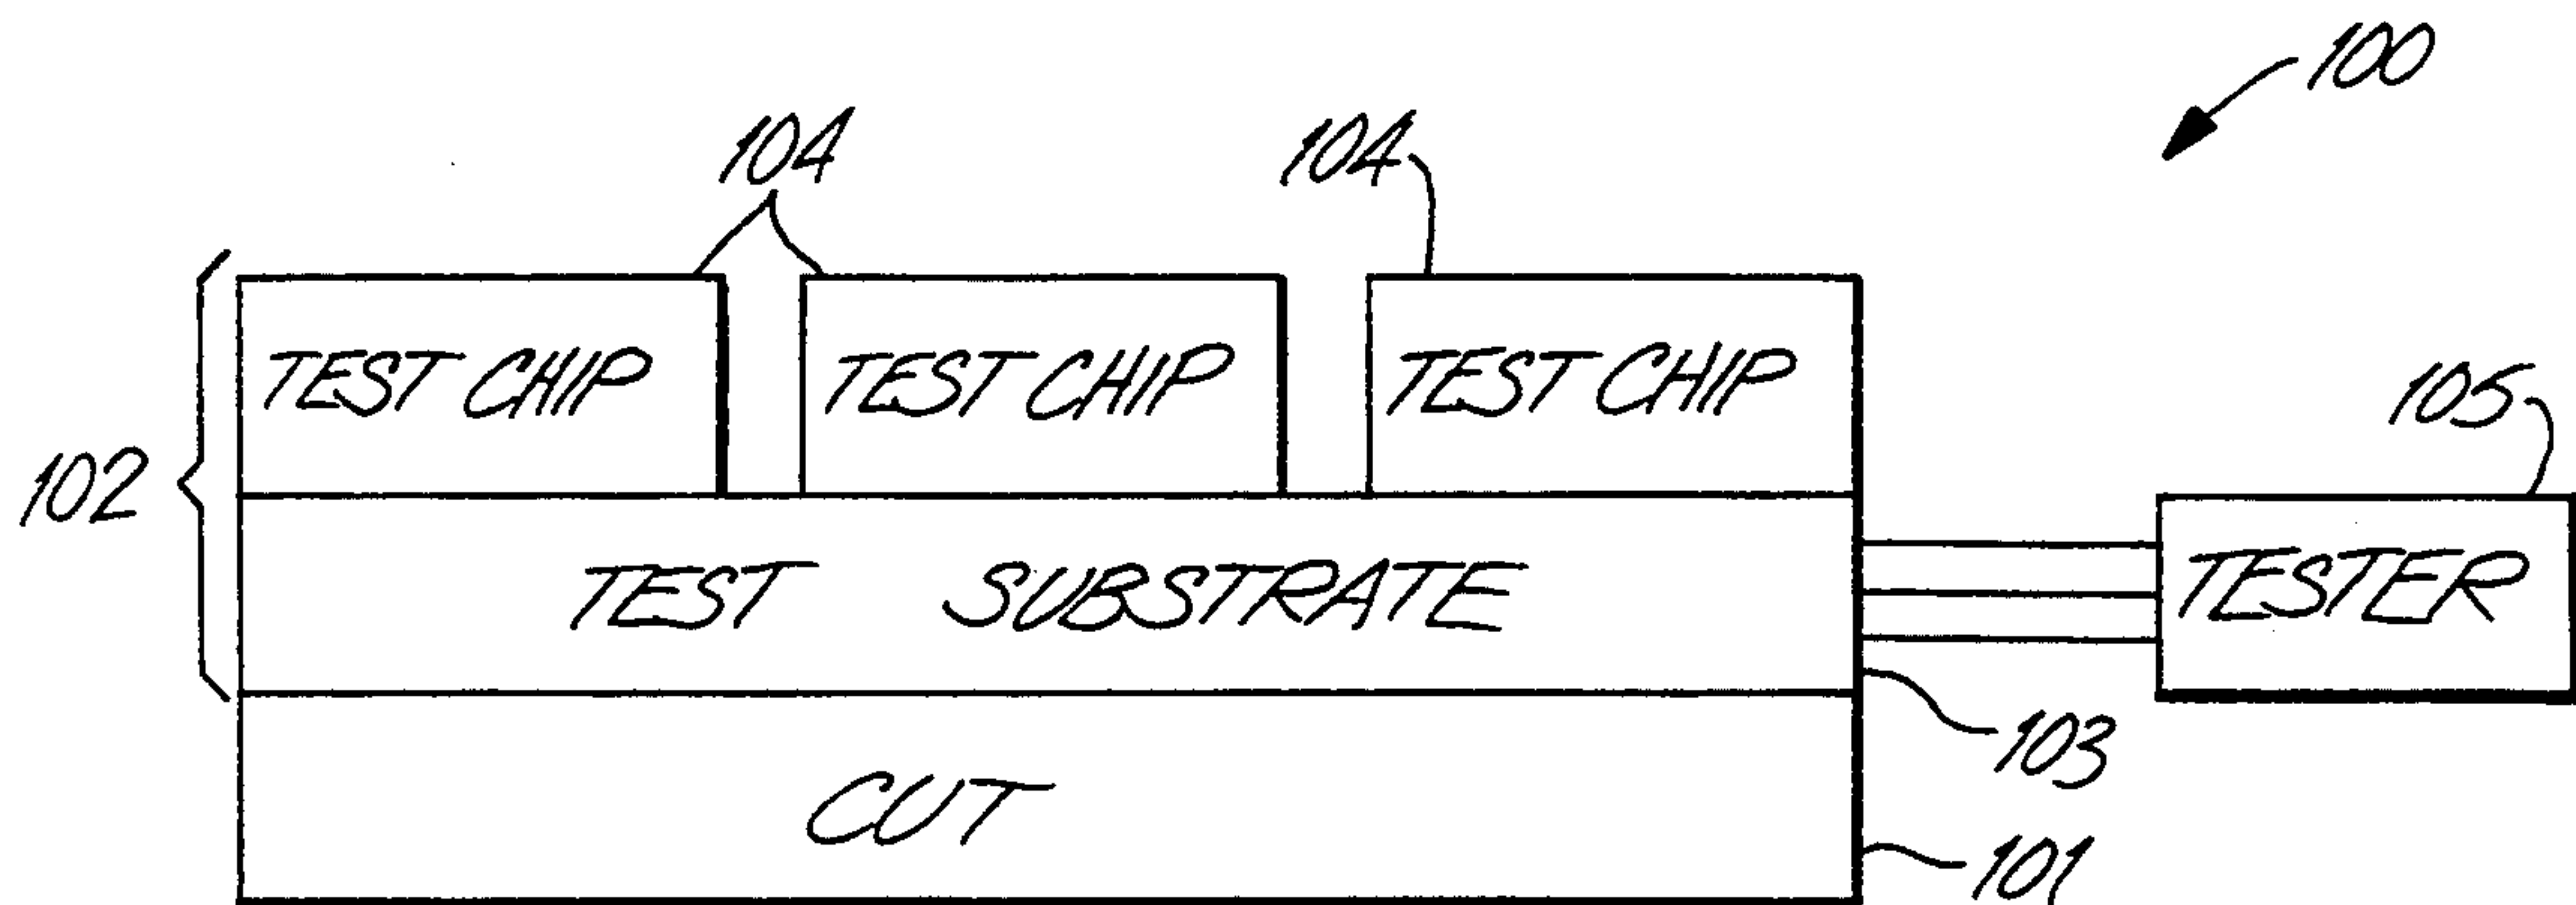 100
104
104
TEST CHIP
TEST CHIP
TEST CHIP
105
102
TEST SUBSTRATE
TESTER
103
CUT
101